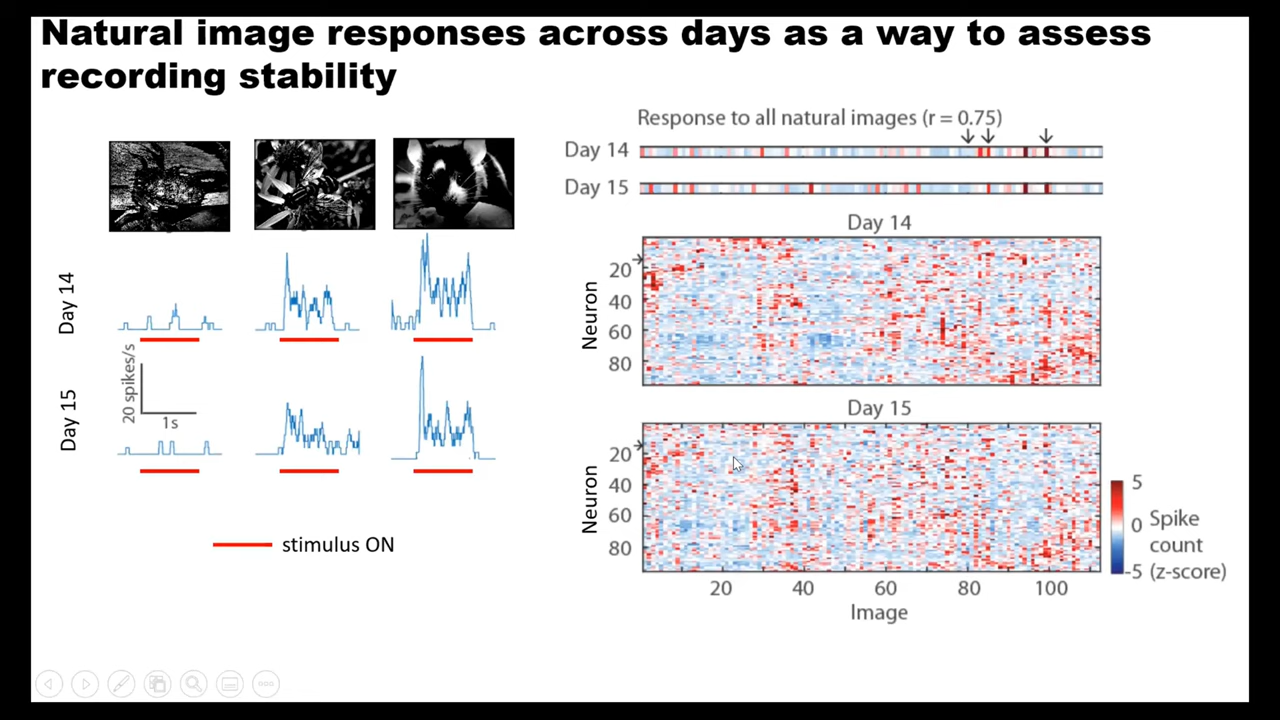 Natural image responses across days as a way to assess
recording stability
Day 14
20 spikes/s
1s
Day 15
stimulus ON
Response to all natural images (r = 0.75)
Day 14
Day 15
Day 14
Neuron
20
40
60
80
Day 15
Neuron
20
40
60
80
20 40 60 80 100
Image
5
0
-5
Spike
count
(z-score)